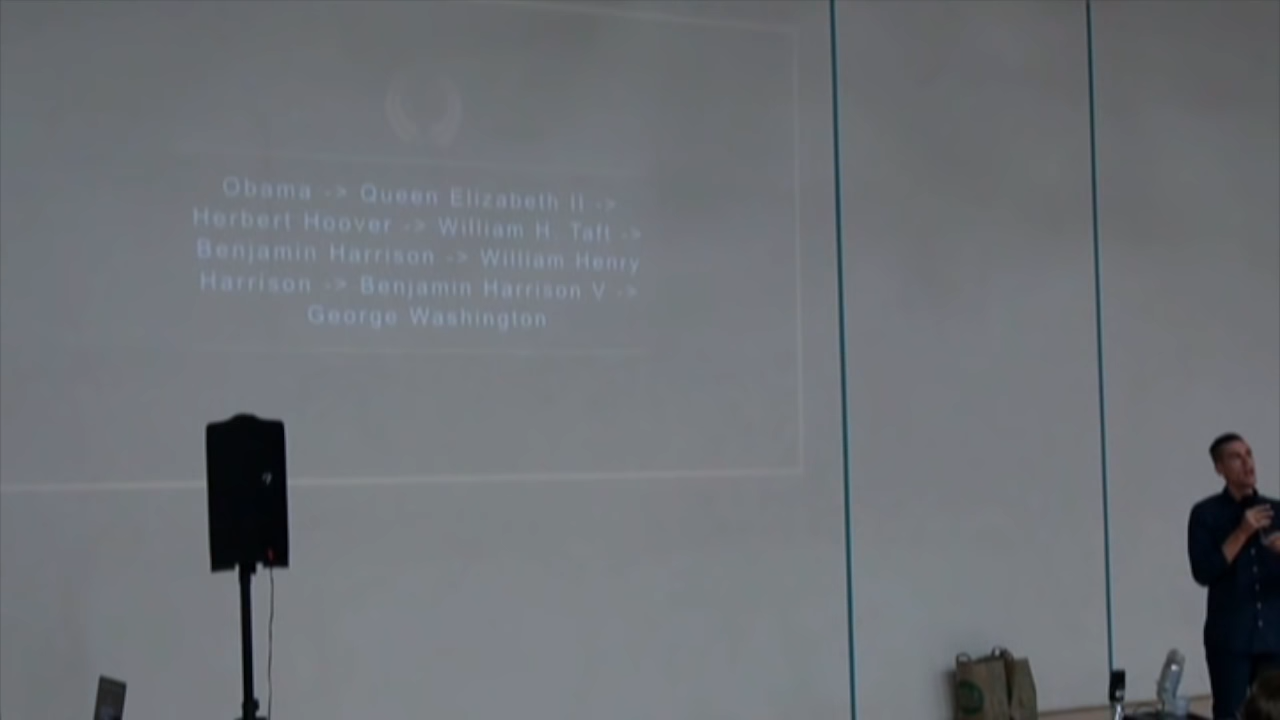 Obama -> Queen Elizabeth II ->
Herbert Hoover -> William H. Taft ->
Benjamin Harrison -> William Henry
Harrison -> Benjamin Harrison V ->
George Washington